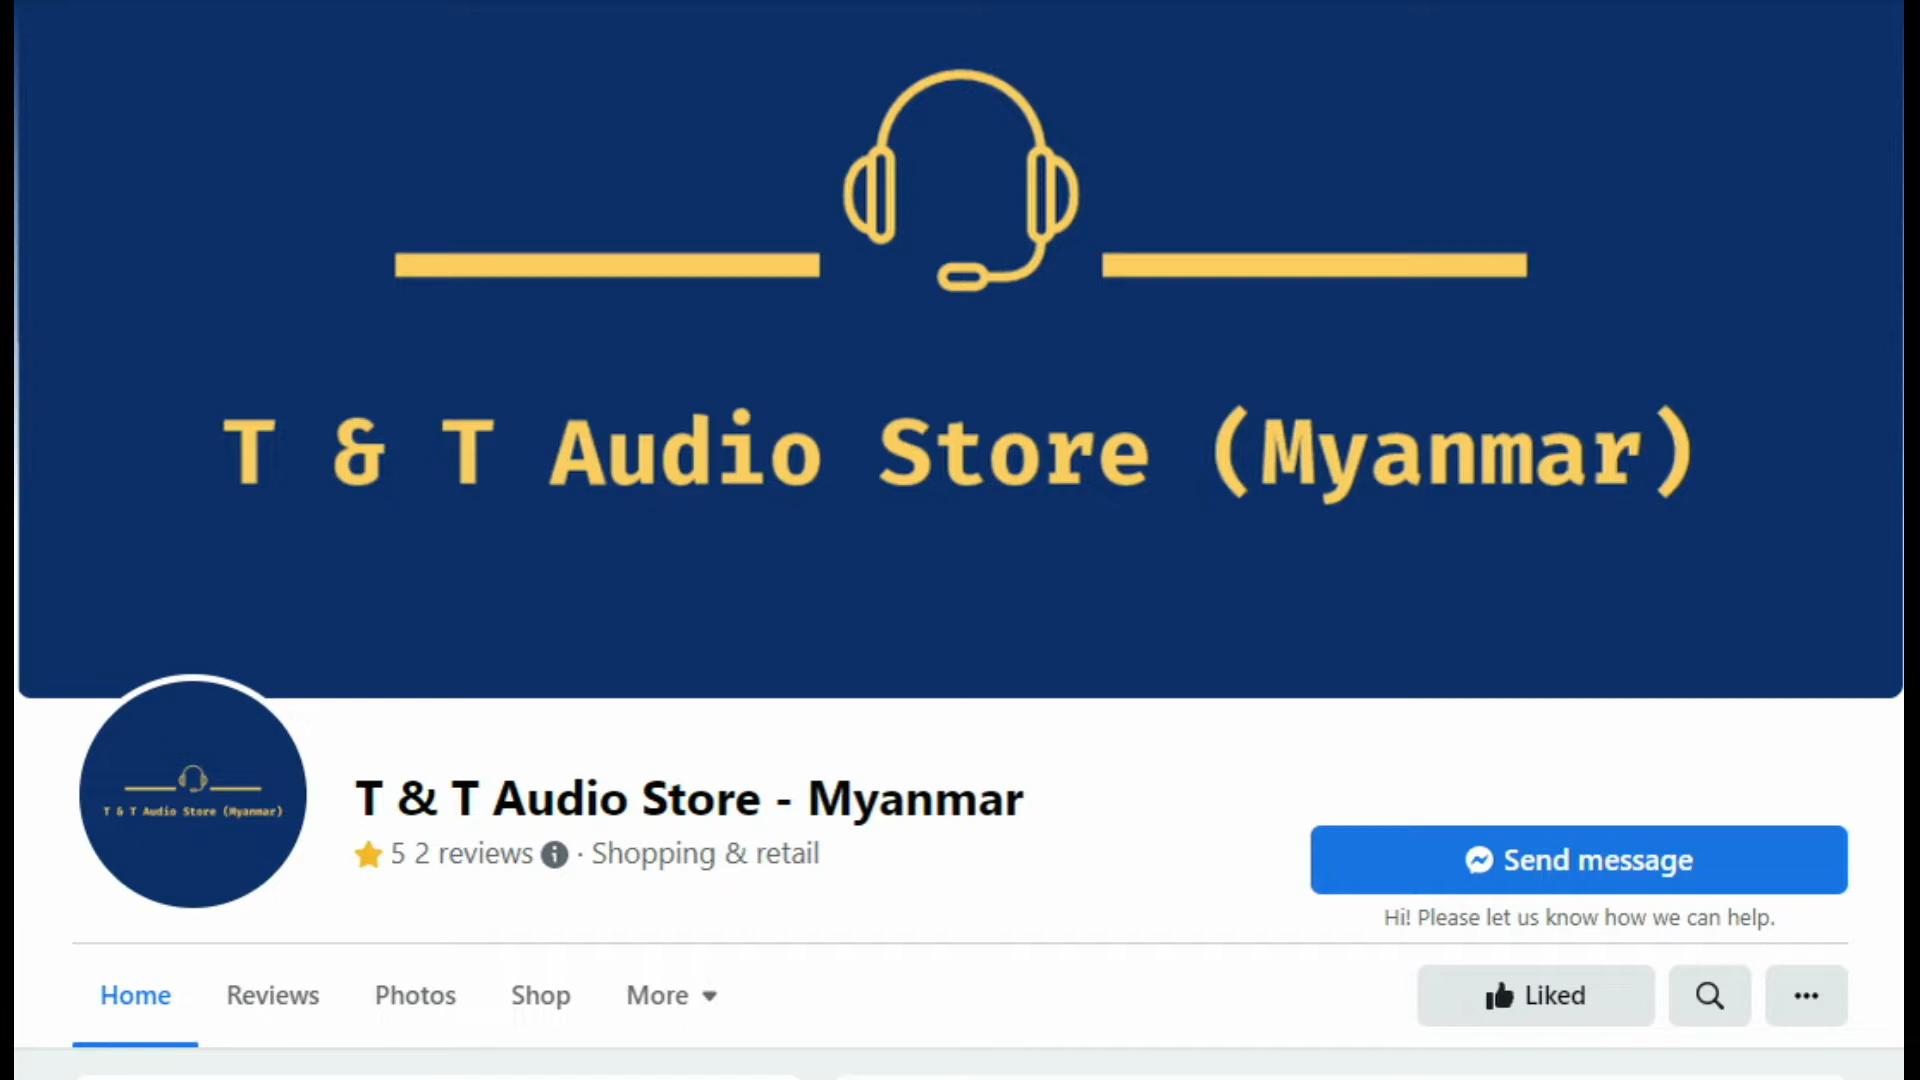 T & T Audio Store (Myanmar)
T & T Audio Store (Myanmar)
T & T Audio Store - Myanmar
5 2 reviews · Shopping & retail
Send message
Hi! Please let us know how we can help.
Home Reviews Photos Shop More
Liked